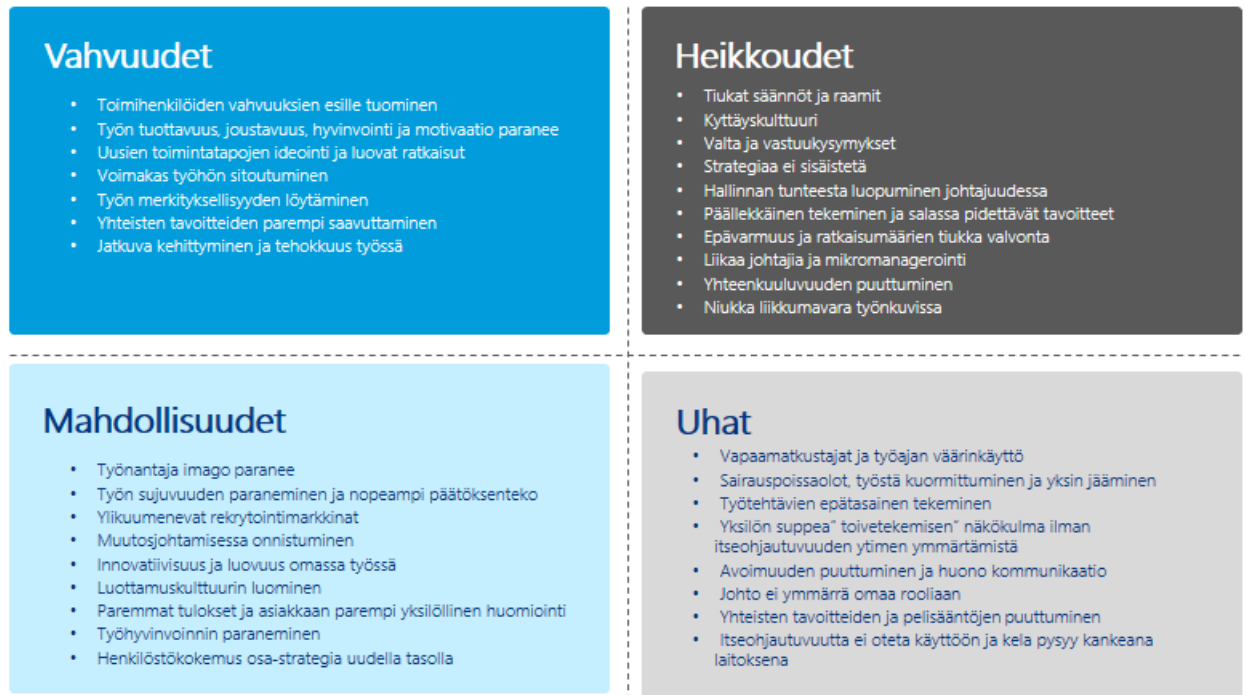 Vahvuudet
• Toimihenkilöiden vahvuuksien esille tuominen
• Työn tuottavuus, joustavuus, hyvinvointi ja motivaatio paranee
• Uusien toimintatapojen ideointi ja luovat ratkaisut
• Voimakas työhön sitoutuminen
• Työn merkityksellisyyden löytäminen
• Yhteisten tavoitteiden parempi saavuttaminen
• Jatkuva kehittyminen ja tehokkuus työssä
Heikkoudet
• Tiukat säännöt ja raamit
• Kyttäyskulttuuri
• Valta ja vastuukysymykset
• Strategiaa ei sisäistetä
• Hallinnan tunteesta luopuminen johtajuudessa
• Päällekkäinen tekeminen ja salassa pidettävät tavoitteet
• Epävarmuus ja ratkaisumäärien tiukka valvonta
• Liikaa johtajia ja mikromanagerointi
• Yhteenkuuluvuuden puuttuminen
• Niukka liikkumavara työnkuvissa
Mahdollisuudet
• Työnantaja imago paranee
• Työn sujuvuuden paraneminen ja nopeampi päätöksenteko
• Ylikuumenevat rekrytointimarkkinat
• Muutosjohtamisessa onnistuminen
• Innovatiivisuus ja luovuus omassa työssä
• Luottamuskulttuurin luominen
• Paremmat tulokset ja asiakkaan parempi yksilöllinen huomiointi
• Työhyvinvoinnin paraneminen
• Henkilöstökokemus osa-strategia uudella tasolla
Uhat
• Vapaamatkustajat ja työajan väärinkäyttö
• Sairauspoissaolot, työstä kuormittuminen ja yksin jääminen
• Työtehtävien epätasainen tekeminen
• Yksilön suppea” toivetekemisen” näkökulma ilman
itseohjautuvuuden ytimen ymmärtämistä
• Avoimuuden puuttuminen ja huono kommunikaatio
• Johto ei ymmärrä omaa rooliaan
• Yhteisten tavoitteiden ja pelisääntöjen puuttuminen
• Itseohjautuvuutta ei oteta käyttöön ja kela pysyy kankeana
laitoksena